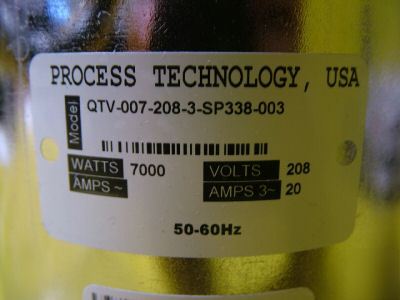 PROCESS TECHNOLOGY, USA
Model QTV-007-208-3-SP338-003
WATTS 7000 VOLTS 208
AMPS ~ AMPS 3~ 20
50-60Hz